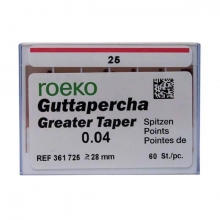 25
roeko
Guttapercha
Greater Taper
0.04
Spitzen
Points
Pointes de
REF 361 725 ≥ 28 mm
60 St./pc.